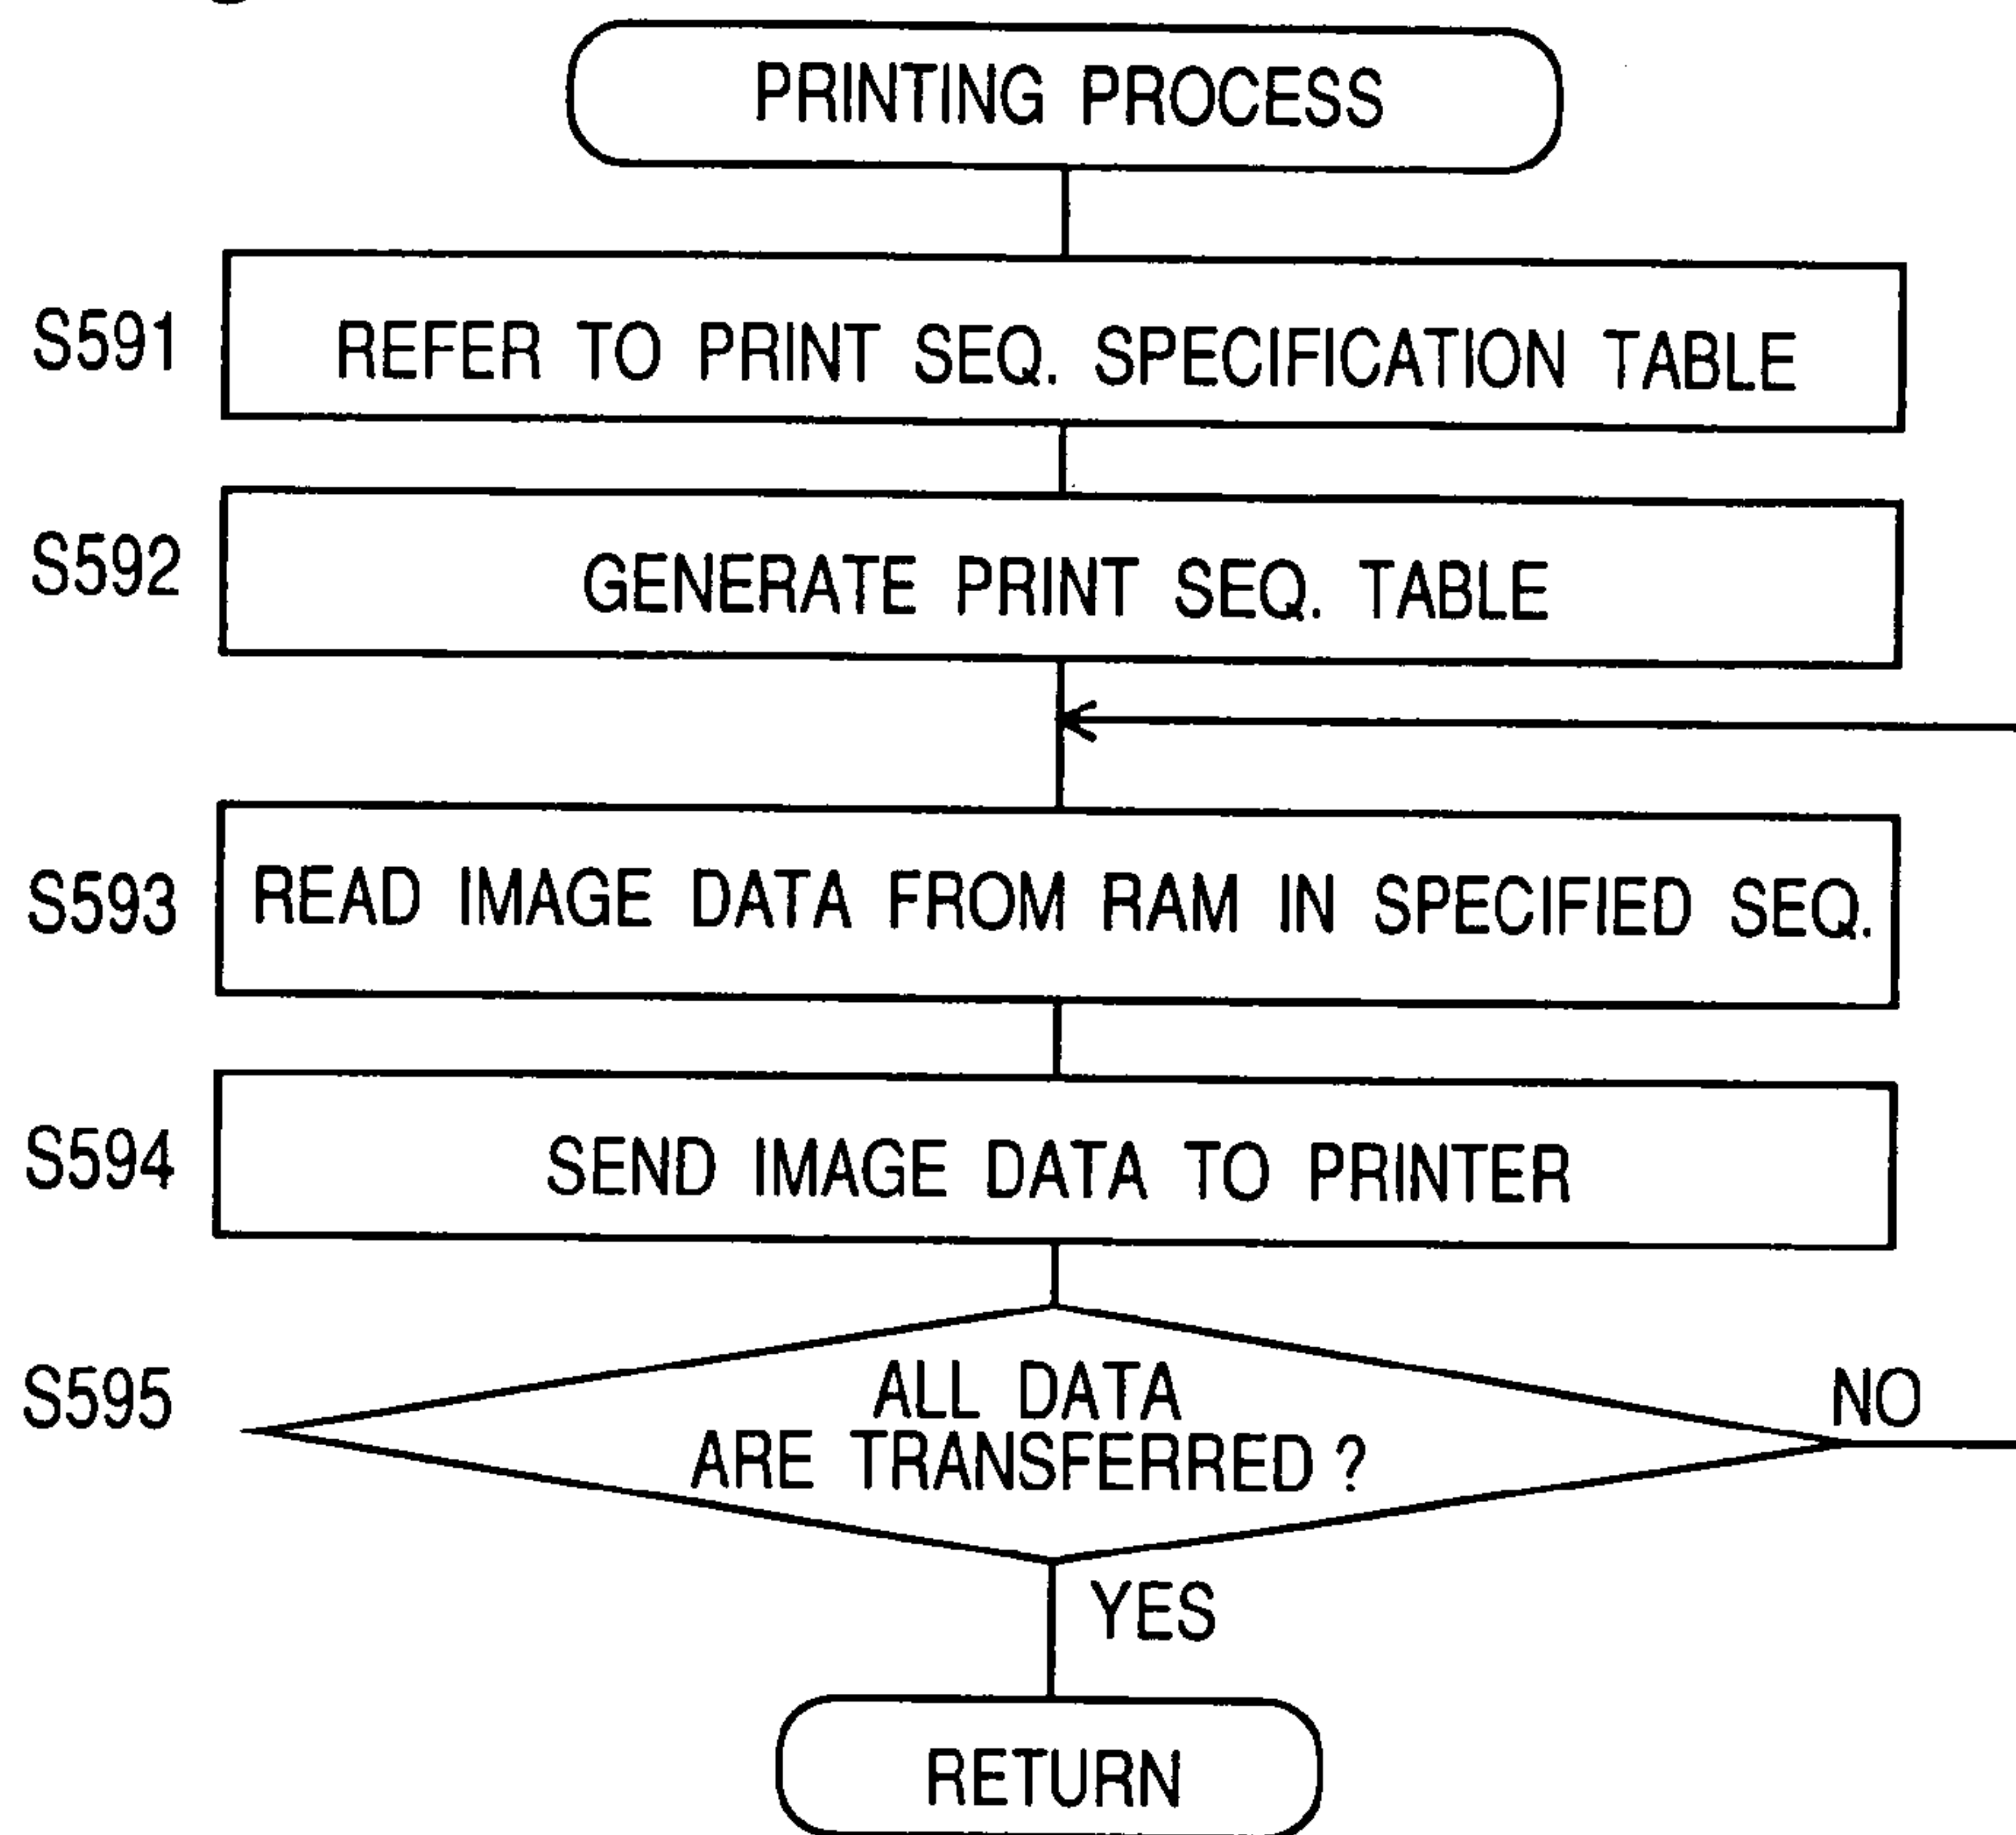 PRINTING PROCESS
S591
REFER TO PRINT SEQ. SPECIFICATION TABLE
S592
GENERATE PRINT SEQ. TABLE
S593
READ IMAGE DATA FROM RAM IN SPECIFIED SEQ.
S594
SEND IMAGE DATA TO PRINTER
S595
ALL DATA
ARE TRANSFERRED ?
NO
YES
RETURN